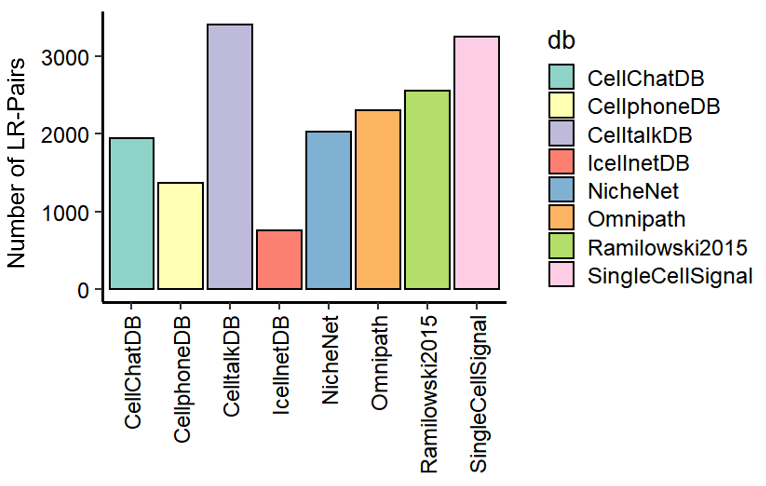 Number of LR-Pairs
3000
2000
1000
0
CellChatDB
CellphoneDB
CelltalkDB
IcellnetDB
NicheNet
Omnipath
Ramilowski2015
SingleCellSignal
db
CellChatDB
CellphoneDB
CelltalkDB
IcellnetDB
NicheNet
Omnipath
Ramilowski2015
SingleCellSignal